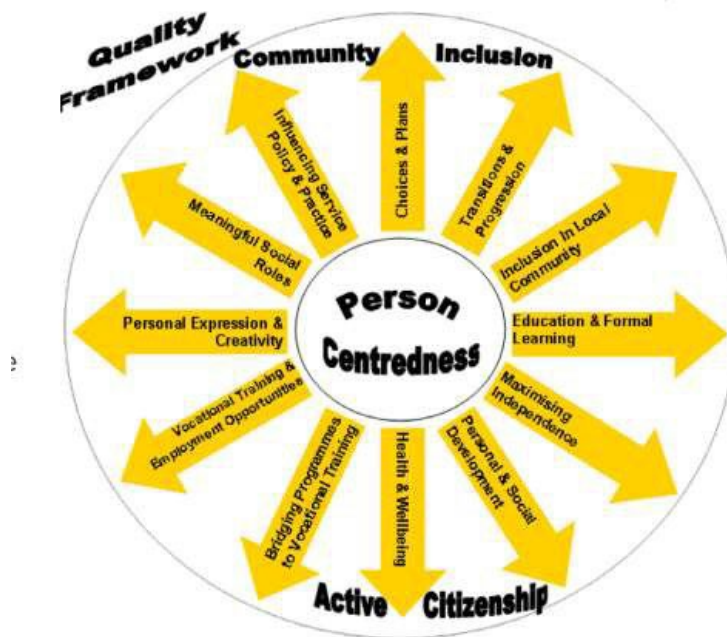 Quality
Framework
Community Inclusion
Choices & Plans
Transitions &
Progression
Inclusion in Local
Community
Education & Formal
Learning
Maximising
Independence
Personal & Social
Development
Health & Wellbeing
Bridging Programmes
to Vocational Training
Vocational Training &
Employment Opportunities
Personal Expression &
Creativity
Meaningful Social
Roles
Influencing Service
Policy & Practice
Person
Centredness
Active Citizenship